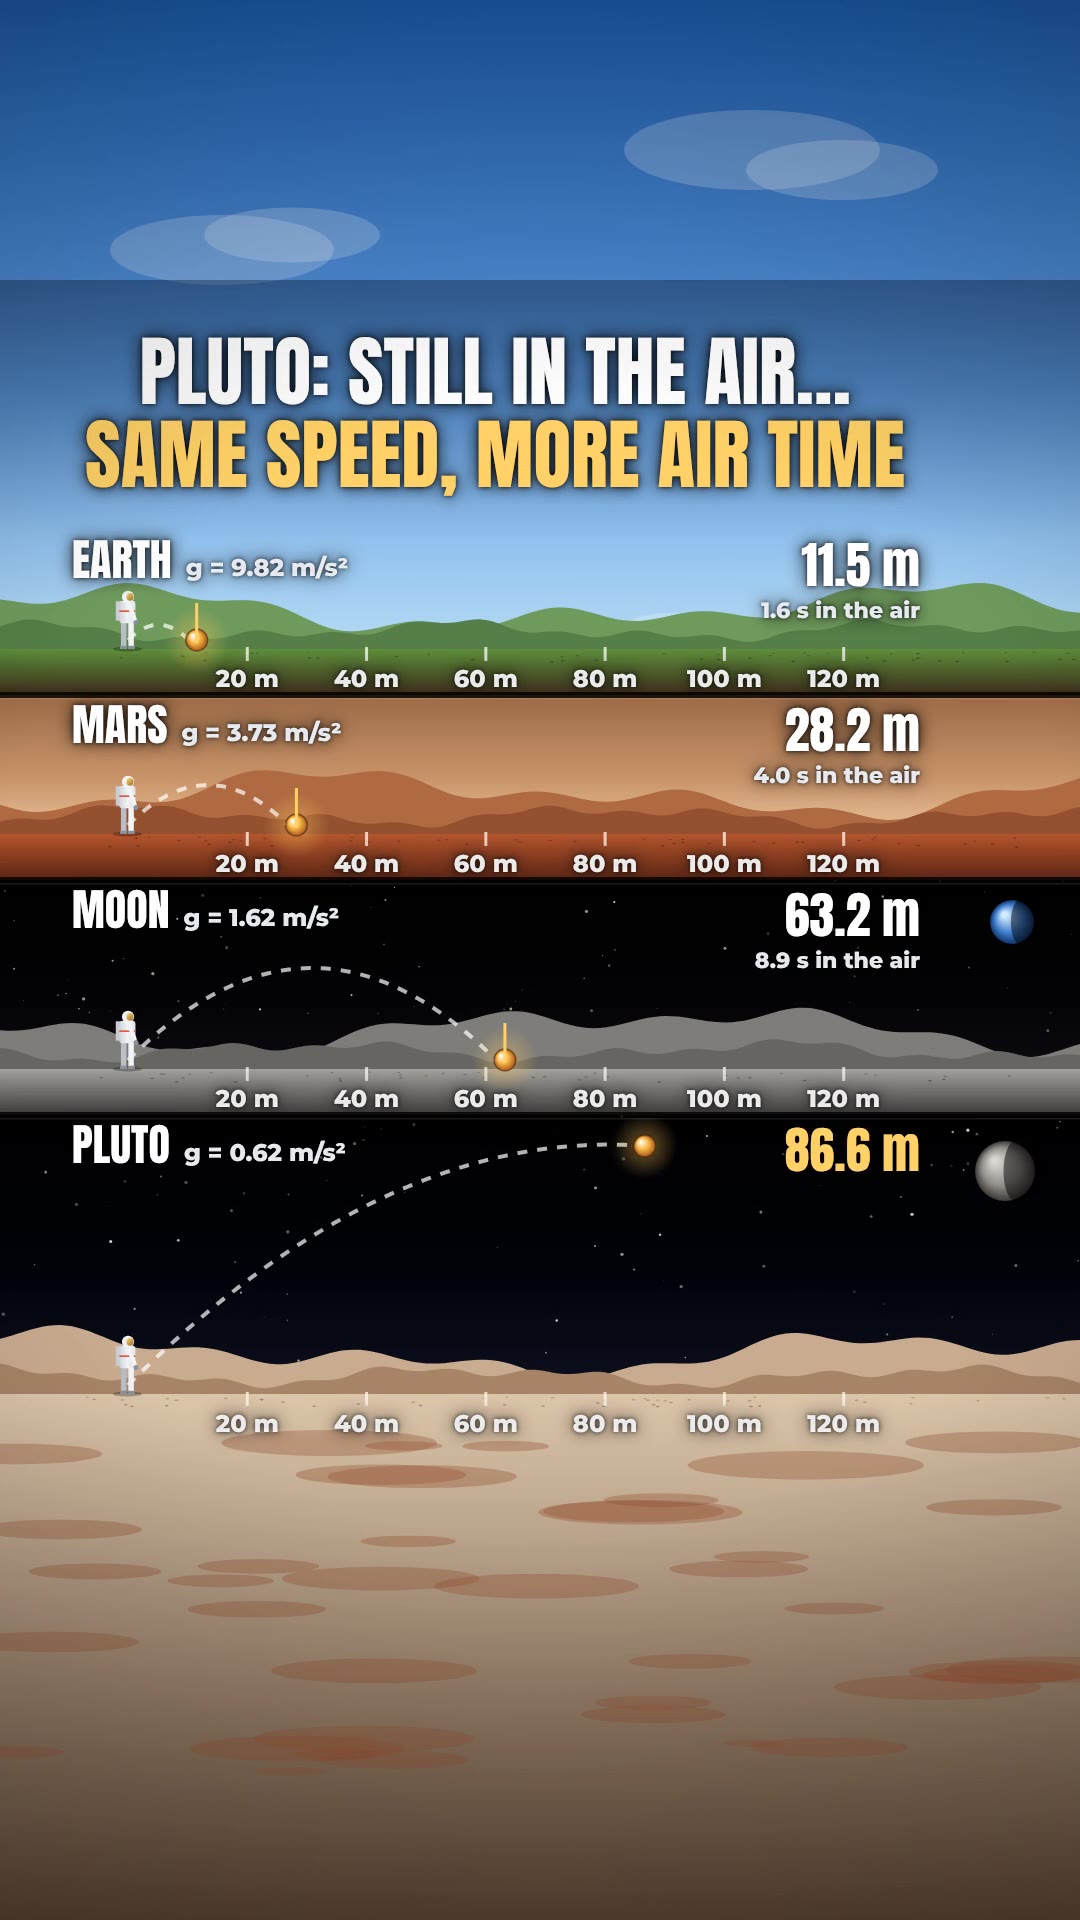 PLUTO: STILL IN THE AIR...
SAME SPEED, MORE AIR TIME
EARTH g = 9.82 m/s²
11.5 m
1.6 s in the air
20 m 40 m 60 m 80 m 100 m 120 m
MARS g = 3.73 m/s²
28.2 m
4.0 s in the air
20 m 40 m 60 m 80 m 100 m 120 m
MOON g = 1.62 m/s²
63.2 m
8.9 s in the air
20 m 40 m 60 m 80 m 100 m 120 m
PLUTO g = 0.62 m/s²
86.6 m
20 m 40 m 60 m 80 m 100 m 120 m